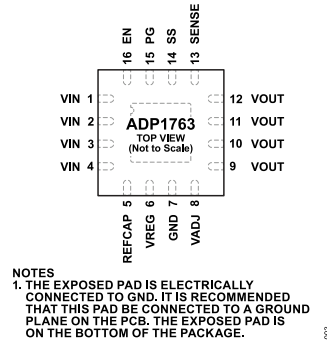 16 EN
15 PG
14 SS
13 SENSE
VIN 1
VIN 2
VIN 3
VIN 4
ADP1763
TOP VIEW
(Not to Scale)
12 VOUT
11 VOUT
10 VOUT
9 VOUT
REFCAP 5
VREG 6
GND 7
VADJ 8
NOTES
1. THE EXPOSED PAD IS ELECTRICALLY
CONNECTED TO GND. IT IS RECOMMENDED
THAT THIS PAD BE CONNECTED TO A GROUND
PLANE ON THE PCB. THE EXPOSED PAD IS
ON THE BOTTOM OF THE PACKAGE.